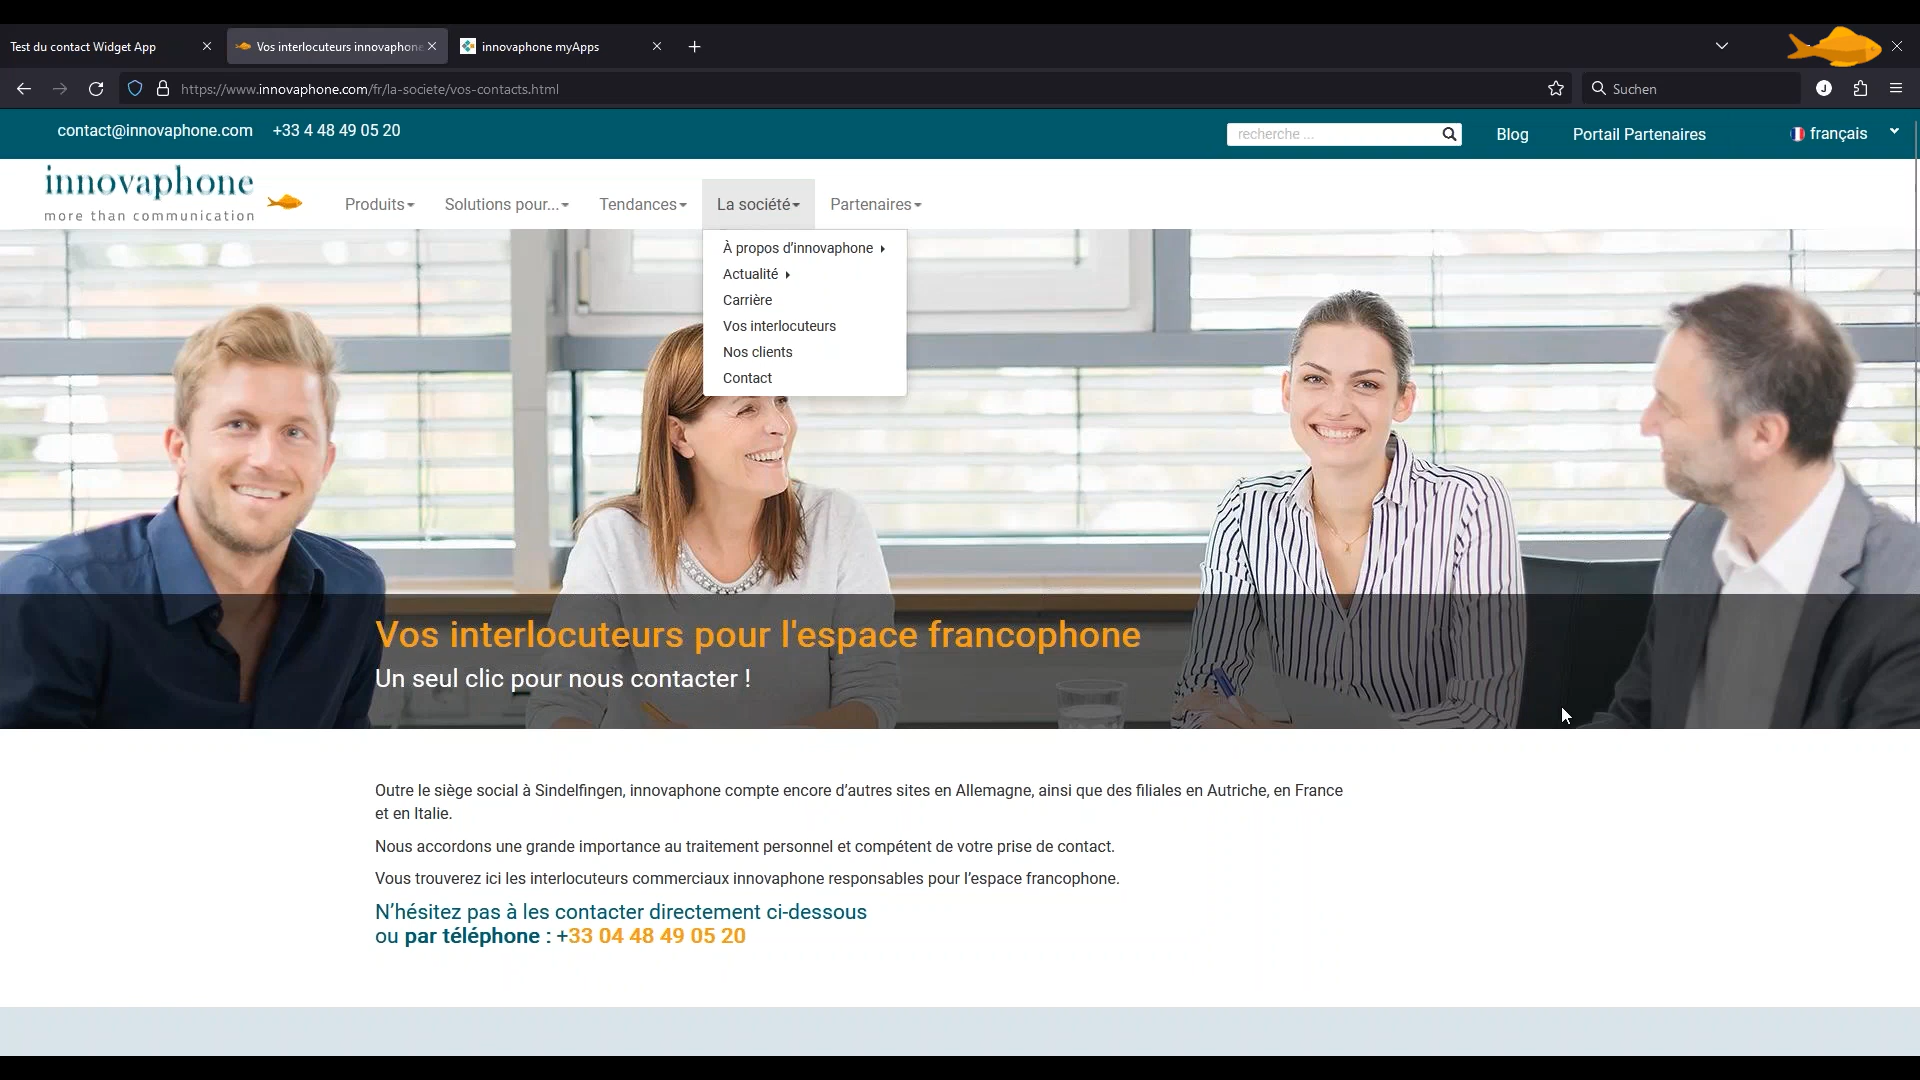 Test du contact Widget App
Vos interlocuteurs innovaphone
innovaphone myApps
https://www.innovaphone.com/fr/la-societe/vos-contacts.html
Suchen
J
contact@innovaphone.com +33 4 48 49 05 20
recherche ...
Blog
Portail Partenaires
français
innovaphone
more than communication
Produits
Solutions pour...
Tendances
La société
Partenaires
À propos d’innovaphone
Actualité
Carrière
Vos interlocuteurs
Nos clients
Contact
Vos interlocuteurs pour l'espace francophone
Un seul clic pour nous contacter !
Outre le siège social à Sindelfingen, innovaphone compte encore d’autres sites en Allemagne, ainsi que des filiales en Autriche, en France
et en Italie.
Nous accordons une grande importance au traitement personnel et compétent de votre prise de contact.
Vous trouverez ici les interlocuteurs commerciaux innovaphone responsables pour l’espace francophone.
N’hésitez pas à les contacter directement ci-dessous
ou par téléphone : +33 04 48 49 05 20